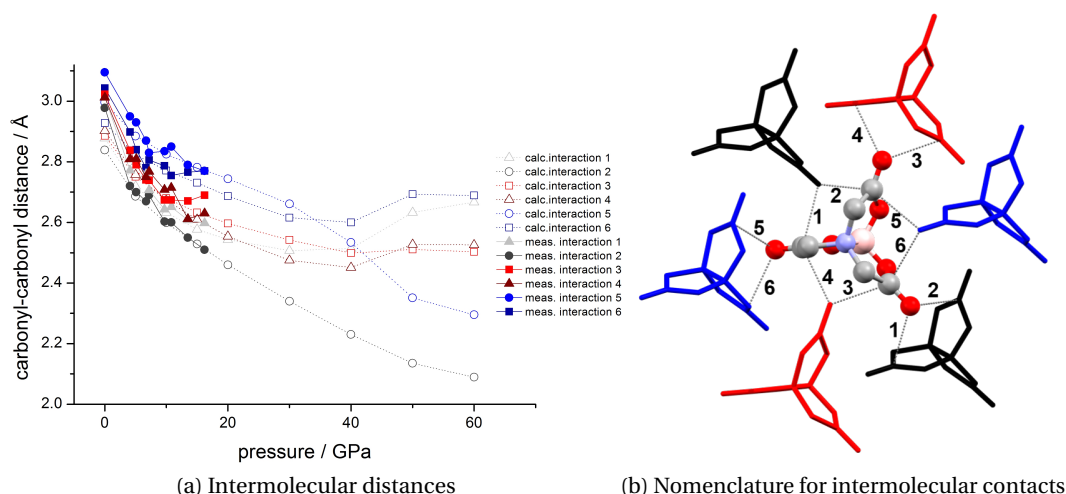 carbonyl-carbonyl distance / Å
3.0
2.8
2.6
2.4
2.2
2.0
0
20
40
60
pressure / GPa
calc.interaction 1
calc.interaction 2
calc.interaction 3
calc.interaction 4
calc.interaction 5
calc.interaction 6
meas. interaction 1
meas. interaction 2
meas. interaction 3
meas. interaction 4
meas. interaction 5
meas. interaction 6
(a) Intermolecular distances
4
3
2
1
5
5
6
6
4
3
2
1
(b) Nomenclature for intermolecular contacts